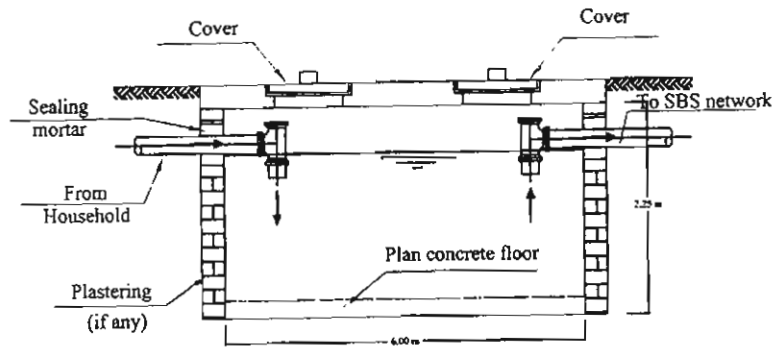 Cover
Cover
Sealing
mortar
To SBS network
From
Household
2.25 m
Plan concrete floor
Plastering
(if any)
6.00 m